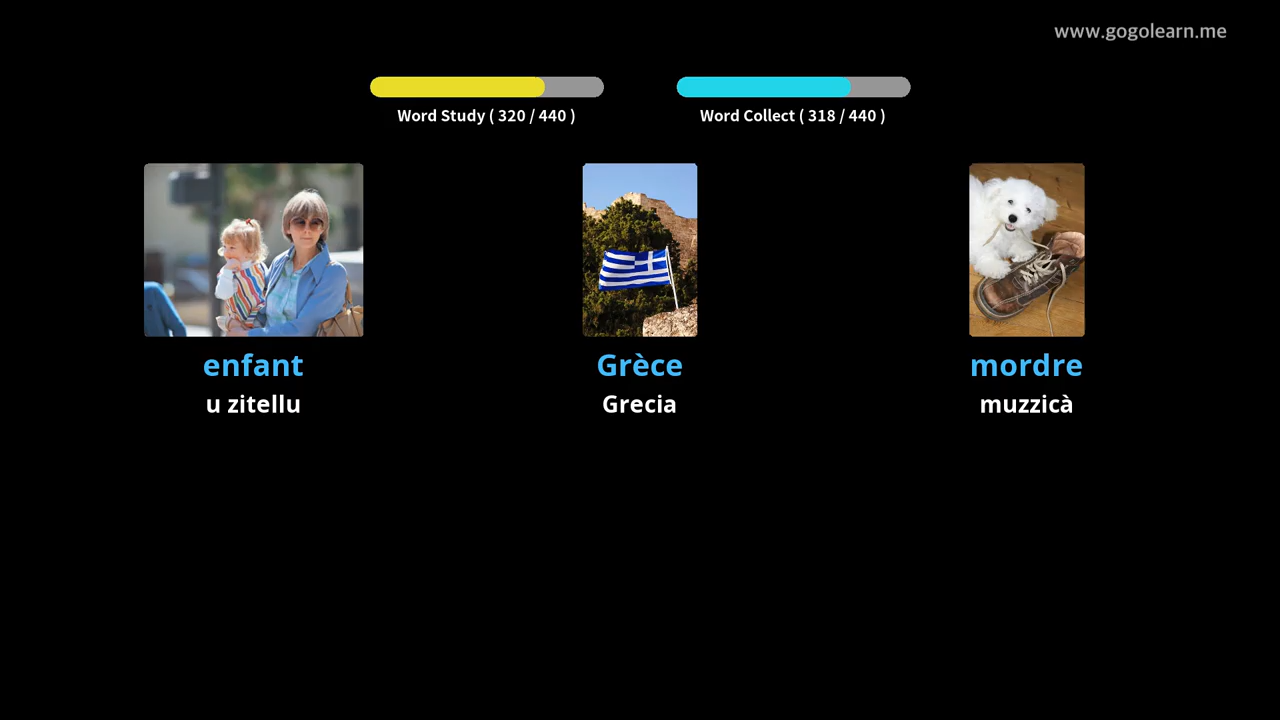 www.gogolearn.me
Word Study ( 320 / 440 )
Word Collect ( 318 / 440 )
enfant
u zitellu
Grèce
Grecia
mordre
muzzicà